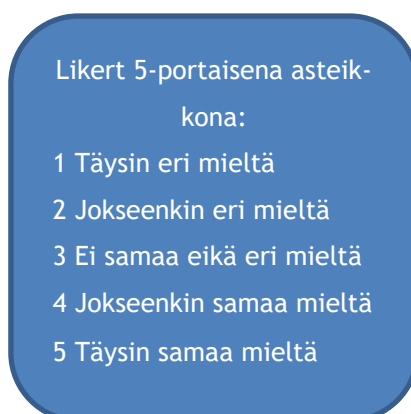 Likert 5-portaisena asteik-
kona:
1 Täysin eri mieltä
2 Jokseenkin eri mieltä
3 Ei samaa eikä eri mieltä
4 Jokseenkin samaa mieltä
5 Täysin samaa mieltä